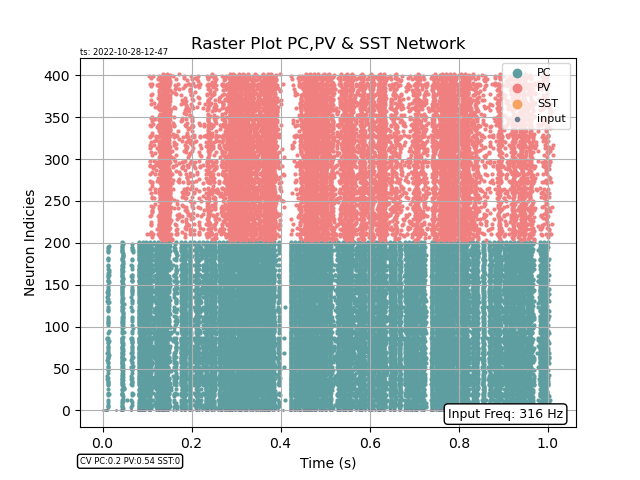 ts: 2022-10-28-12-47
Raster Plot PC,PV & SST Network
PC
PV
SST
input
Neuron Indicies
400
350
300
250
200
150
100
50
0
Input Freq: 316 Hz
0.0 0.2 0.4 0.6 0.8 1.0
Time (s)
CV PC:0.2 PV:0.54 SST:0